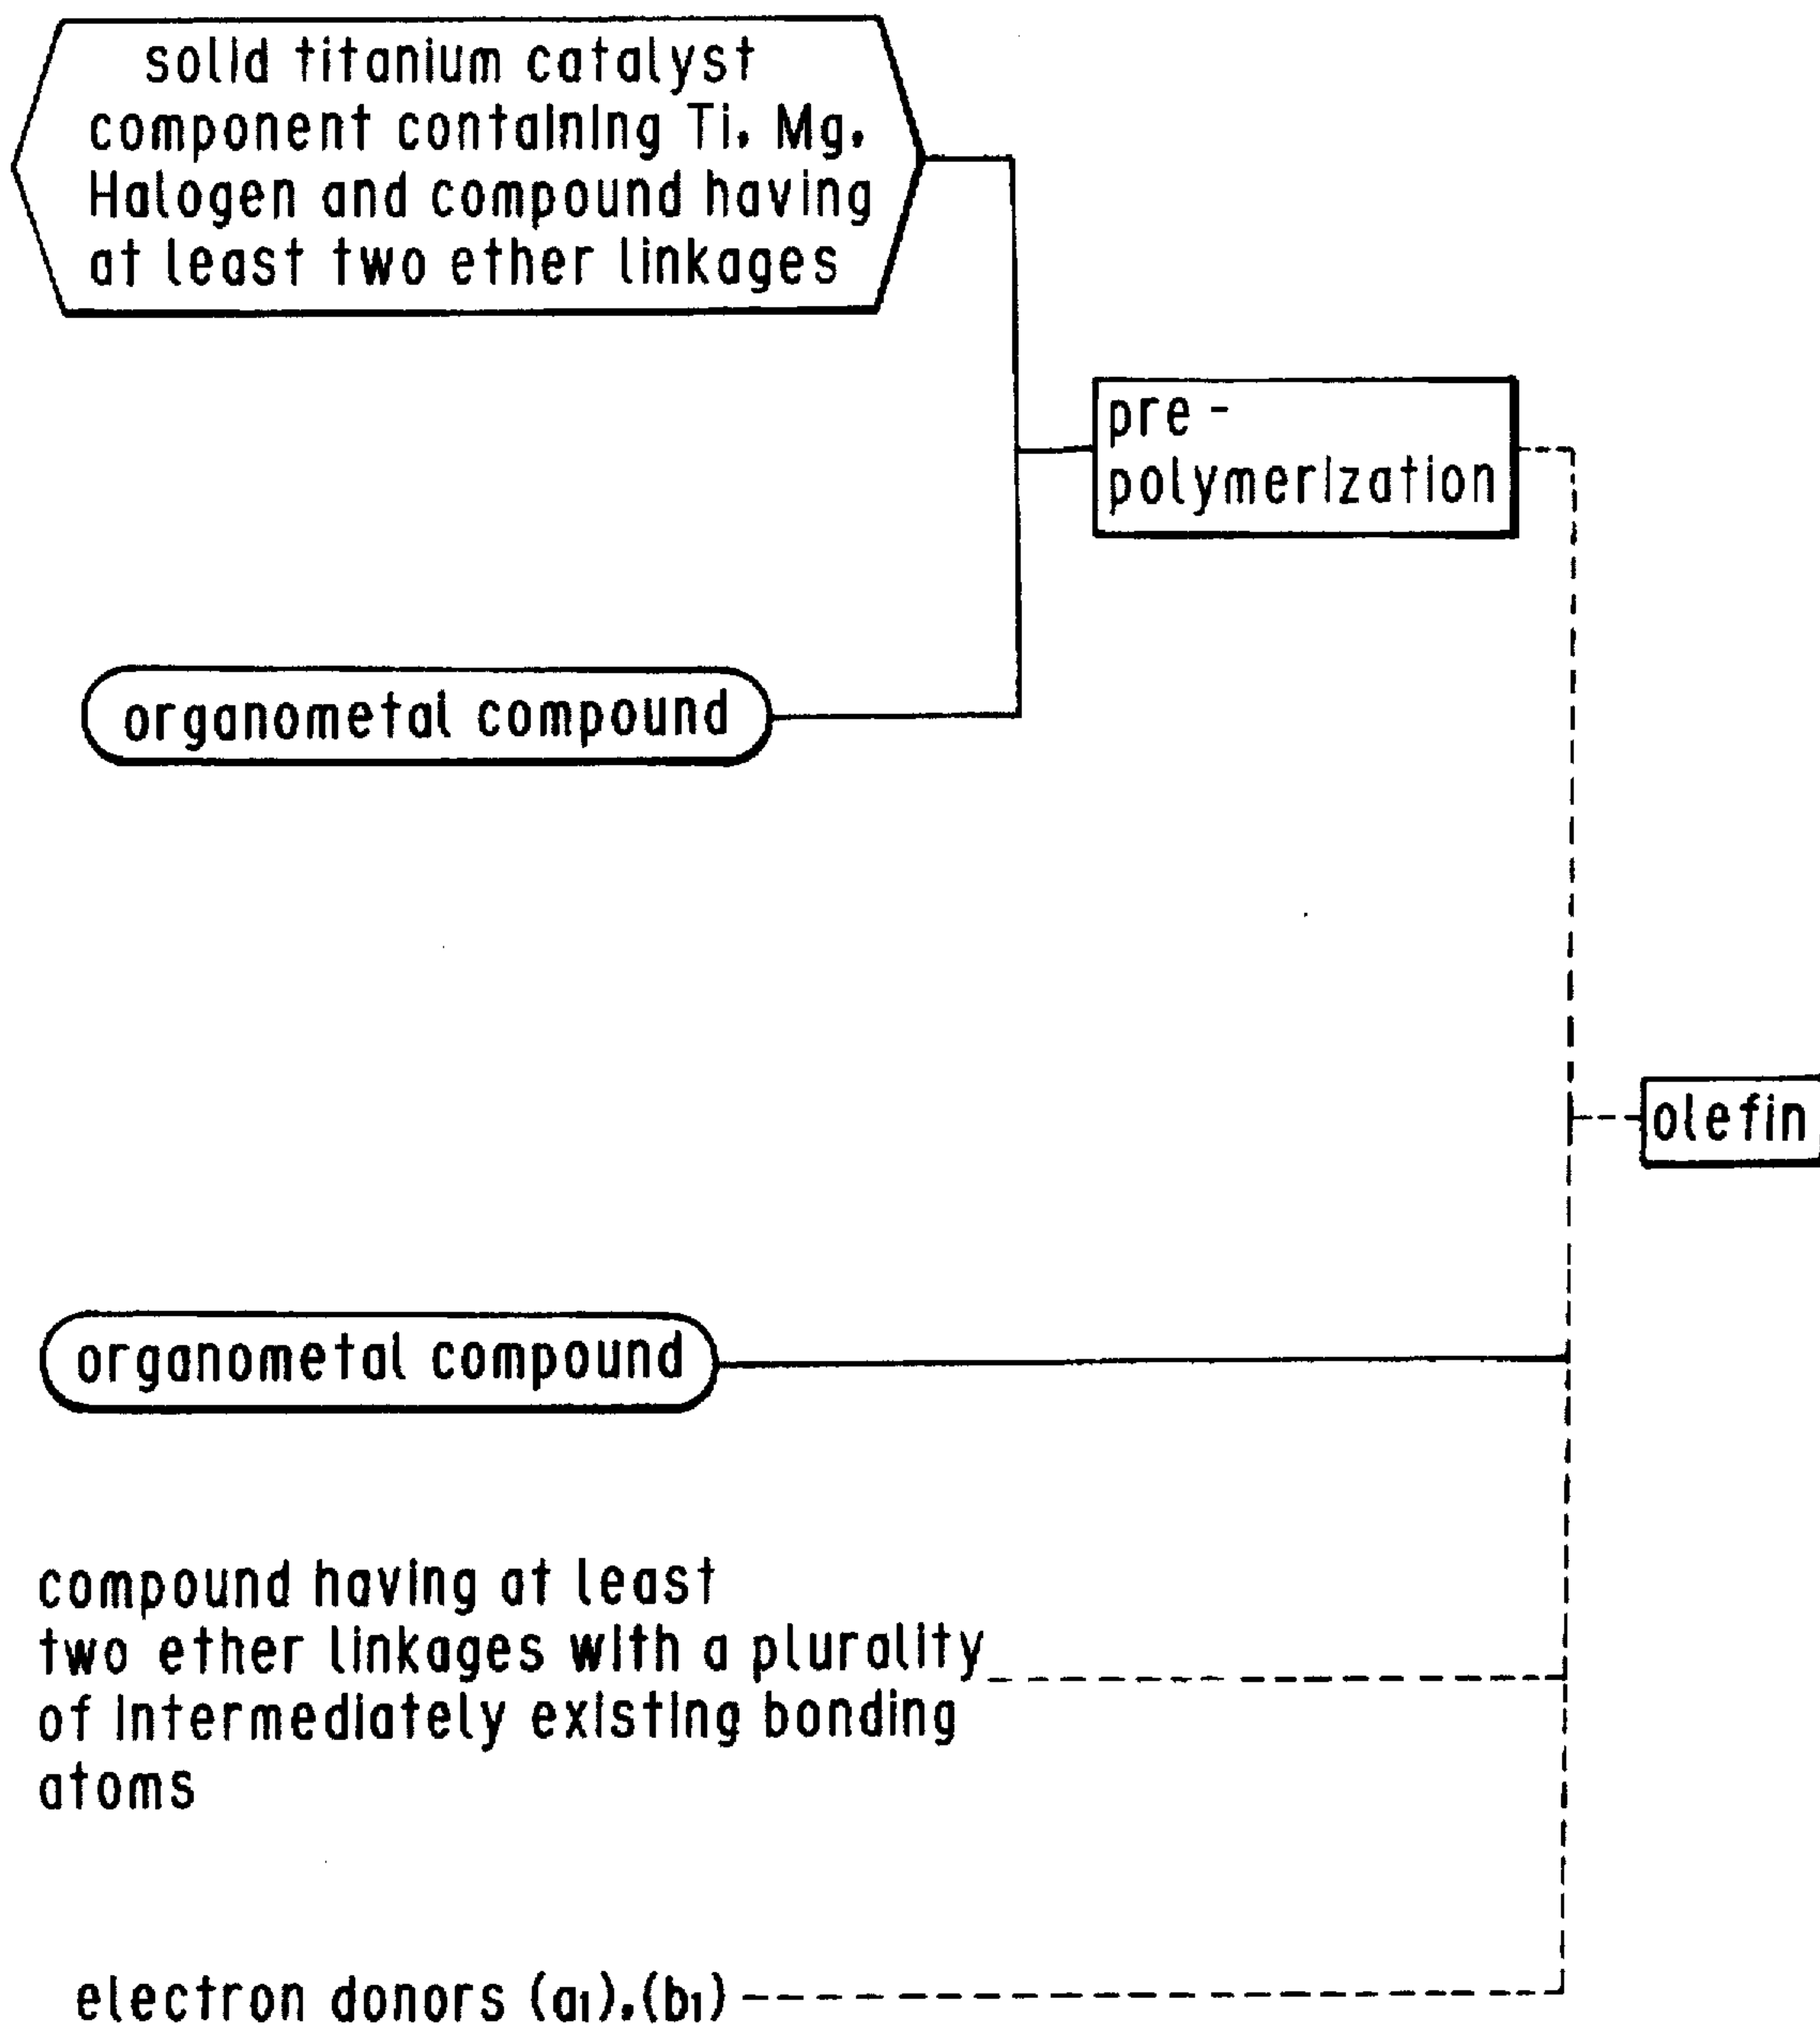 solid titanium catalyst
component containing Ti, Mg,
Halogen and compound having
at least two ether linkages
pre-
polymerization
organometal compound
olefin
organometal compound
compound having at least
two ether linkages with a plurality
of intermediately existing bonding
atoms
electron donors (a1),(b1)